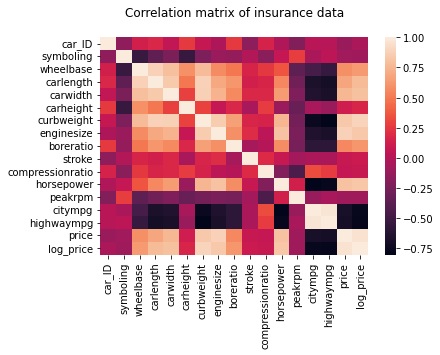 Correlation matrix of insurance data
car_ID
symboling
wheelbase
carlength
carwidth
carheight
curbweight
enginesize
boreratio
stroke
compressionratio
horsepower
peakrpm
citympg
highwaympg
price
log_price
1.00
0.75
0.50
0.25
0.00
−0.25
−0.50
−0.75
car_ID
symboling
wheelbase
carlength
carwidth
carheight
curbweight
enginesize
boreratio
stroke
compressionratio
horsepower
peakrpm
citympg
highwaympg
price
log_price